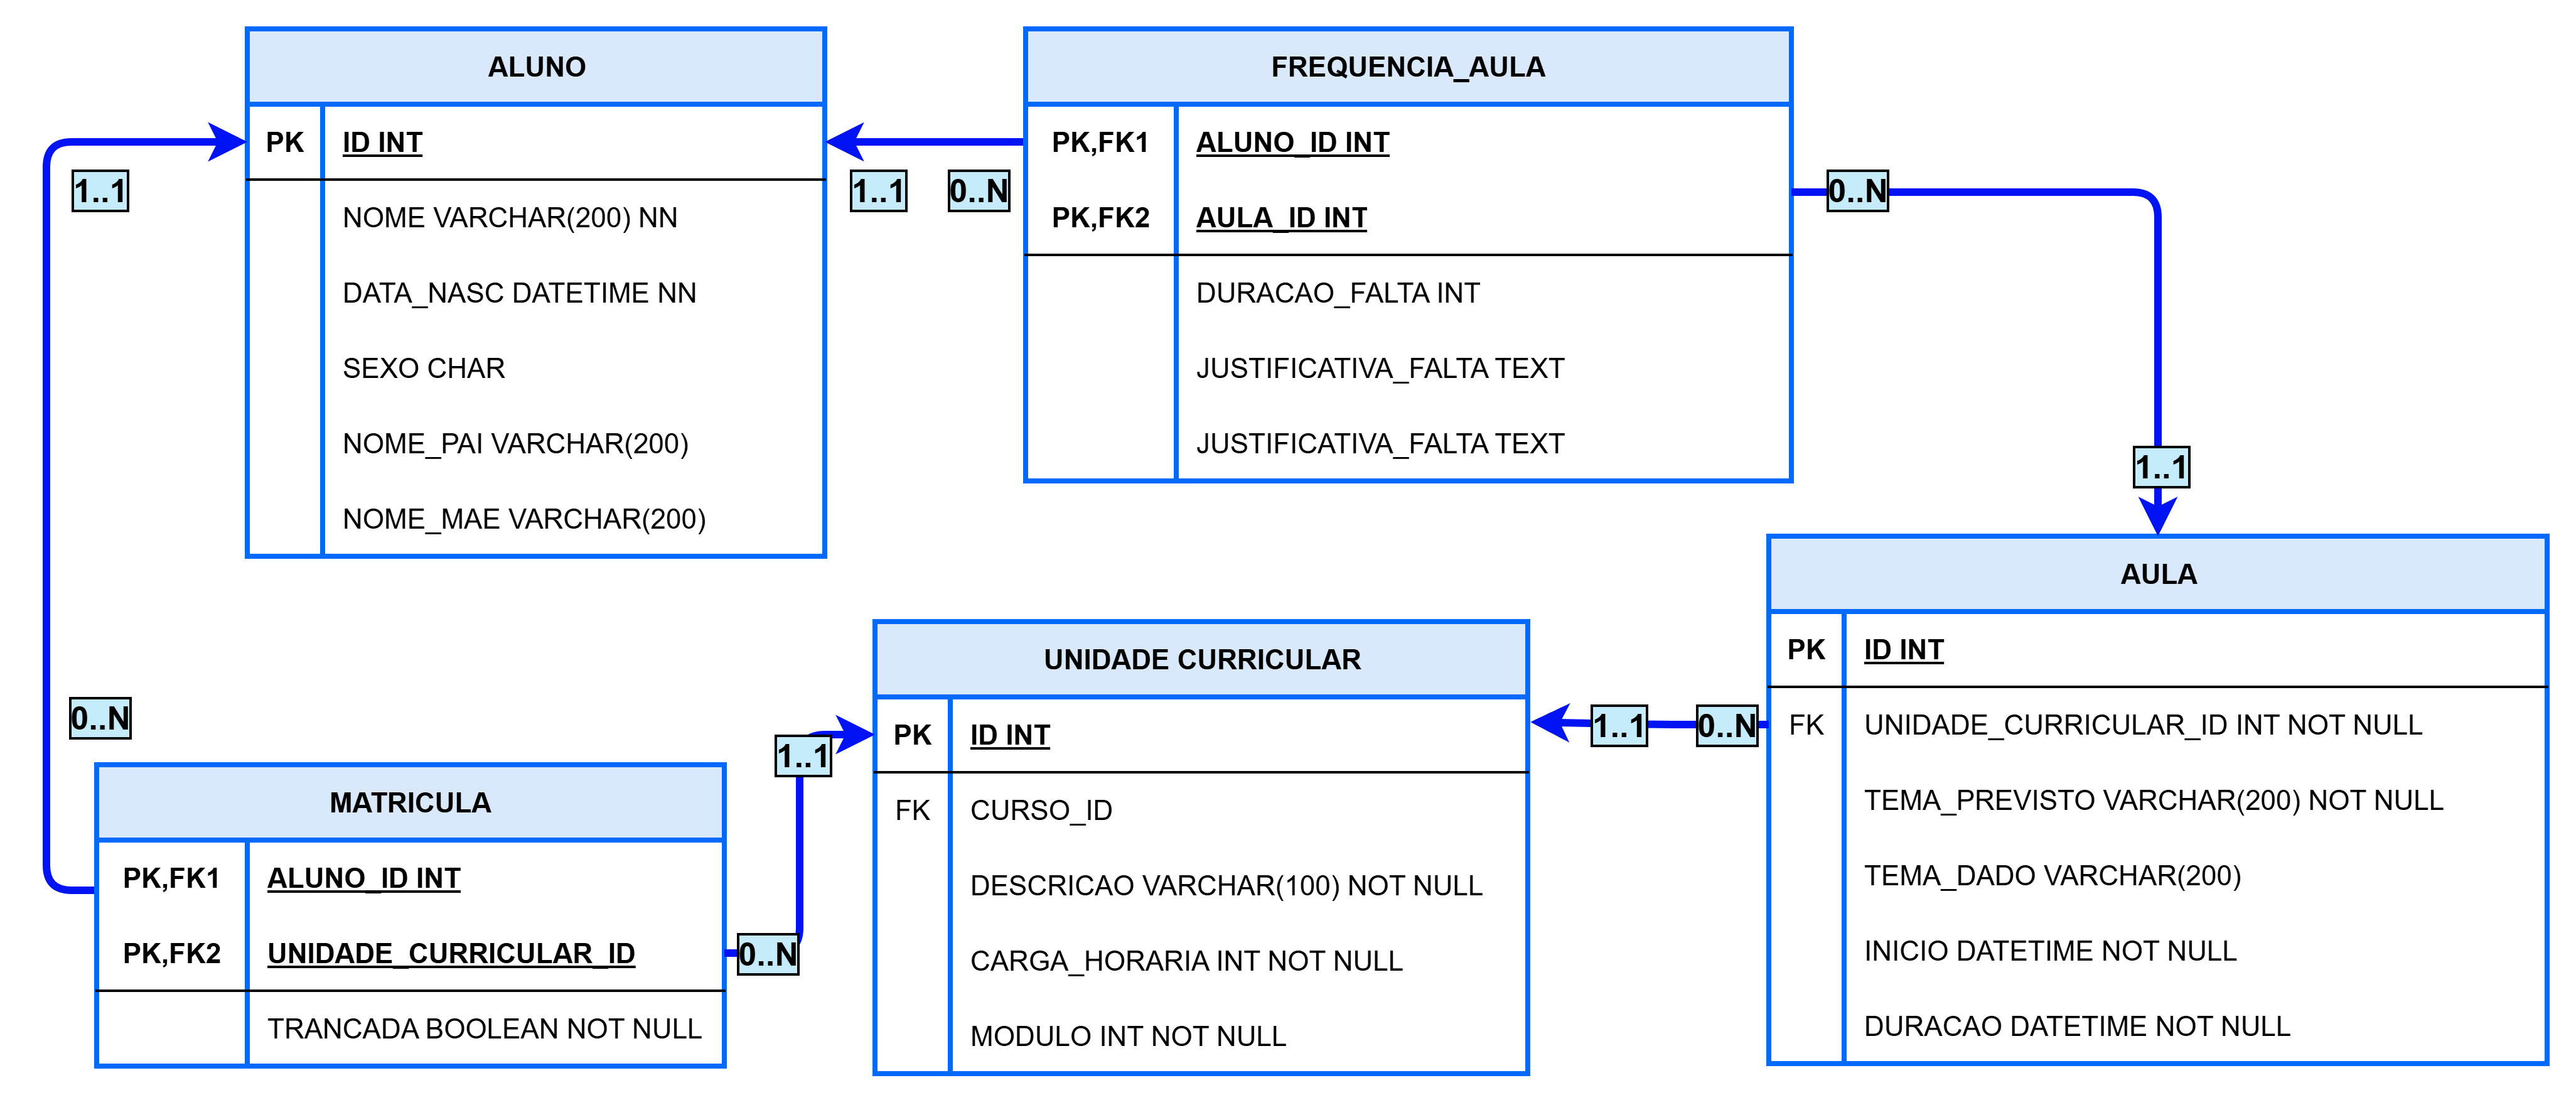 ALUNO
PK ID INT
NOME VARCHAR(200) NN
DATA_NASC DATETIME NN
SEXO CHAR
NOME_PAI VARCHAR(200)
NOME_MAE VARCHAR(200)
1..1
0..N
1..1
0..N
FREQUENCIA_AULA
PK,FK1 ALUNO_ID INT
PK,FK2 AULA_ID INT
DURACAO_FALTA INT
JUSTIFICATIVA_FALTA TEXT
JUSTIFICATIVA_FALTA TEXT
0..N
1..1
MATRICULA
PK,FK1 ALUNO_ID INT
PK,FK2 UNIDADE_CURRICULAR_ID
TRANCADA BOOLEAN NOT NULL
1..1
0..N
UNIDADE CURRICULAR
PK ID INT
FK CURSO_ID
DESCRICAO VARCHAR(100) NOT NULL
CARGA_HORARIA INT NOT NULL
MODULO INT NOT NULL
1..1
0..N
AULA
PK ID INT
FK UNIDADE_CURRICULAR_ID INT NOT NULL
TEMA_PREVISTO VARCHAR(200) NOT NULL
TEMA_DADO VARCHAR(200)
INICIO DATETIME NOT NULL
DURACAO DATETIME NOT NULL